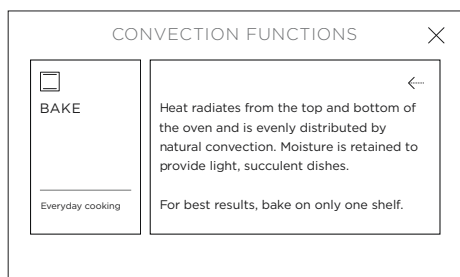 CONVECTION FUNCTIONS
BAKE
Everyday cooking
Heat radiates from the top and bottom of
the oven and is evenly distributed by
natural convection. Moisture is retained to
provide light, succulent dishes.
For best results, bake on only one shelf.